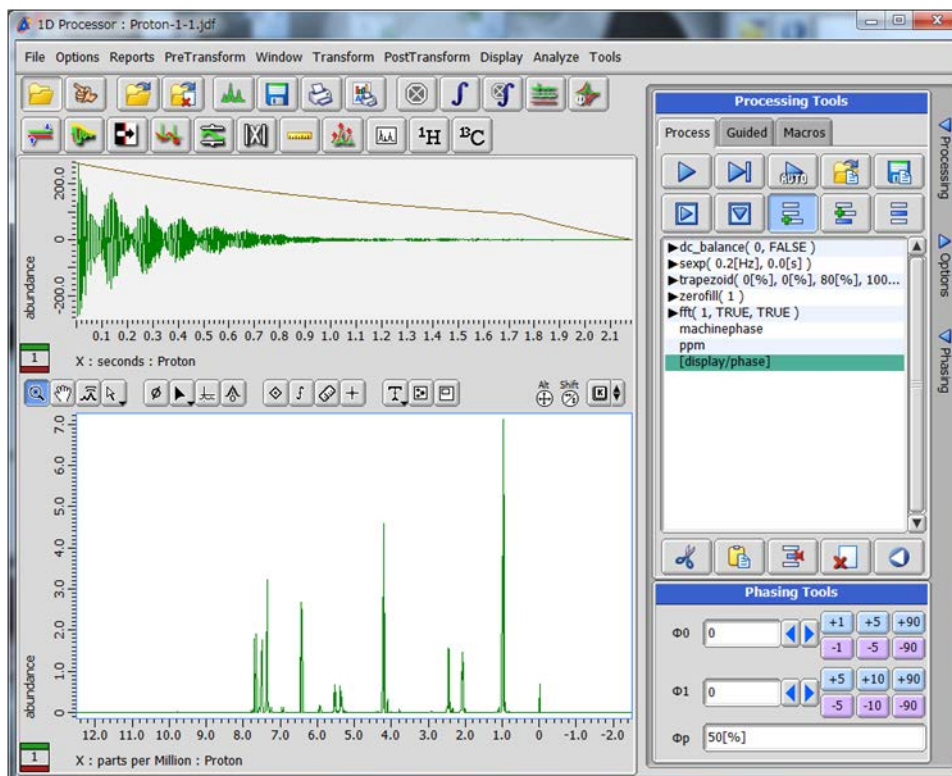 1D Processor : Proton-1-1.jdf
File Options Reports PreTransform Window Transform PostTransform Display Analyze Tools
¹H ¹³C
abundance
200.0
0
-200.0
0.1 0.2 0.3 0.4 0.5 0.6 0.7 0.8 0.9 1.0 1.1 1.2 1.3 1.4 1.5 1.6 1.7 1.8 1.9 2.0 2.1
1
X : seconds : Proton
Alt Shift
abundance
7.0
6.0
5.0
4.0
3.0
2.0
1.0
0
12.0 11.0 10.0 9.0 8.0 7.0 6.0 5.0 4.0 3.0 2.0 1.0 0 -1.0 -2.0
1
X : parts per Million : Proton
Processing Tools
Process Guided Macros
AUTO
dc_balance( 0, FALSE )
sexp( 0.2[Hz], 0.0[s] )
trapezoid( 0[%], 0[%], 80[%], 100...
zerofill( 1 )
fft( 1, TRUE, TRUE )
machinephase
ppm
[display/phase]
Phasing Tools
Φ0 0 +1 +5 +90
-1 -5 -90
Φ1 0 +5 +10 +90
-5 -10 -90
Φp 50[%]
Processing
Options
Phasing